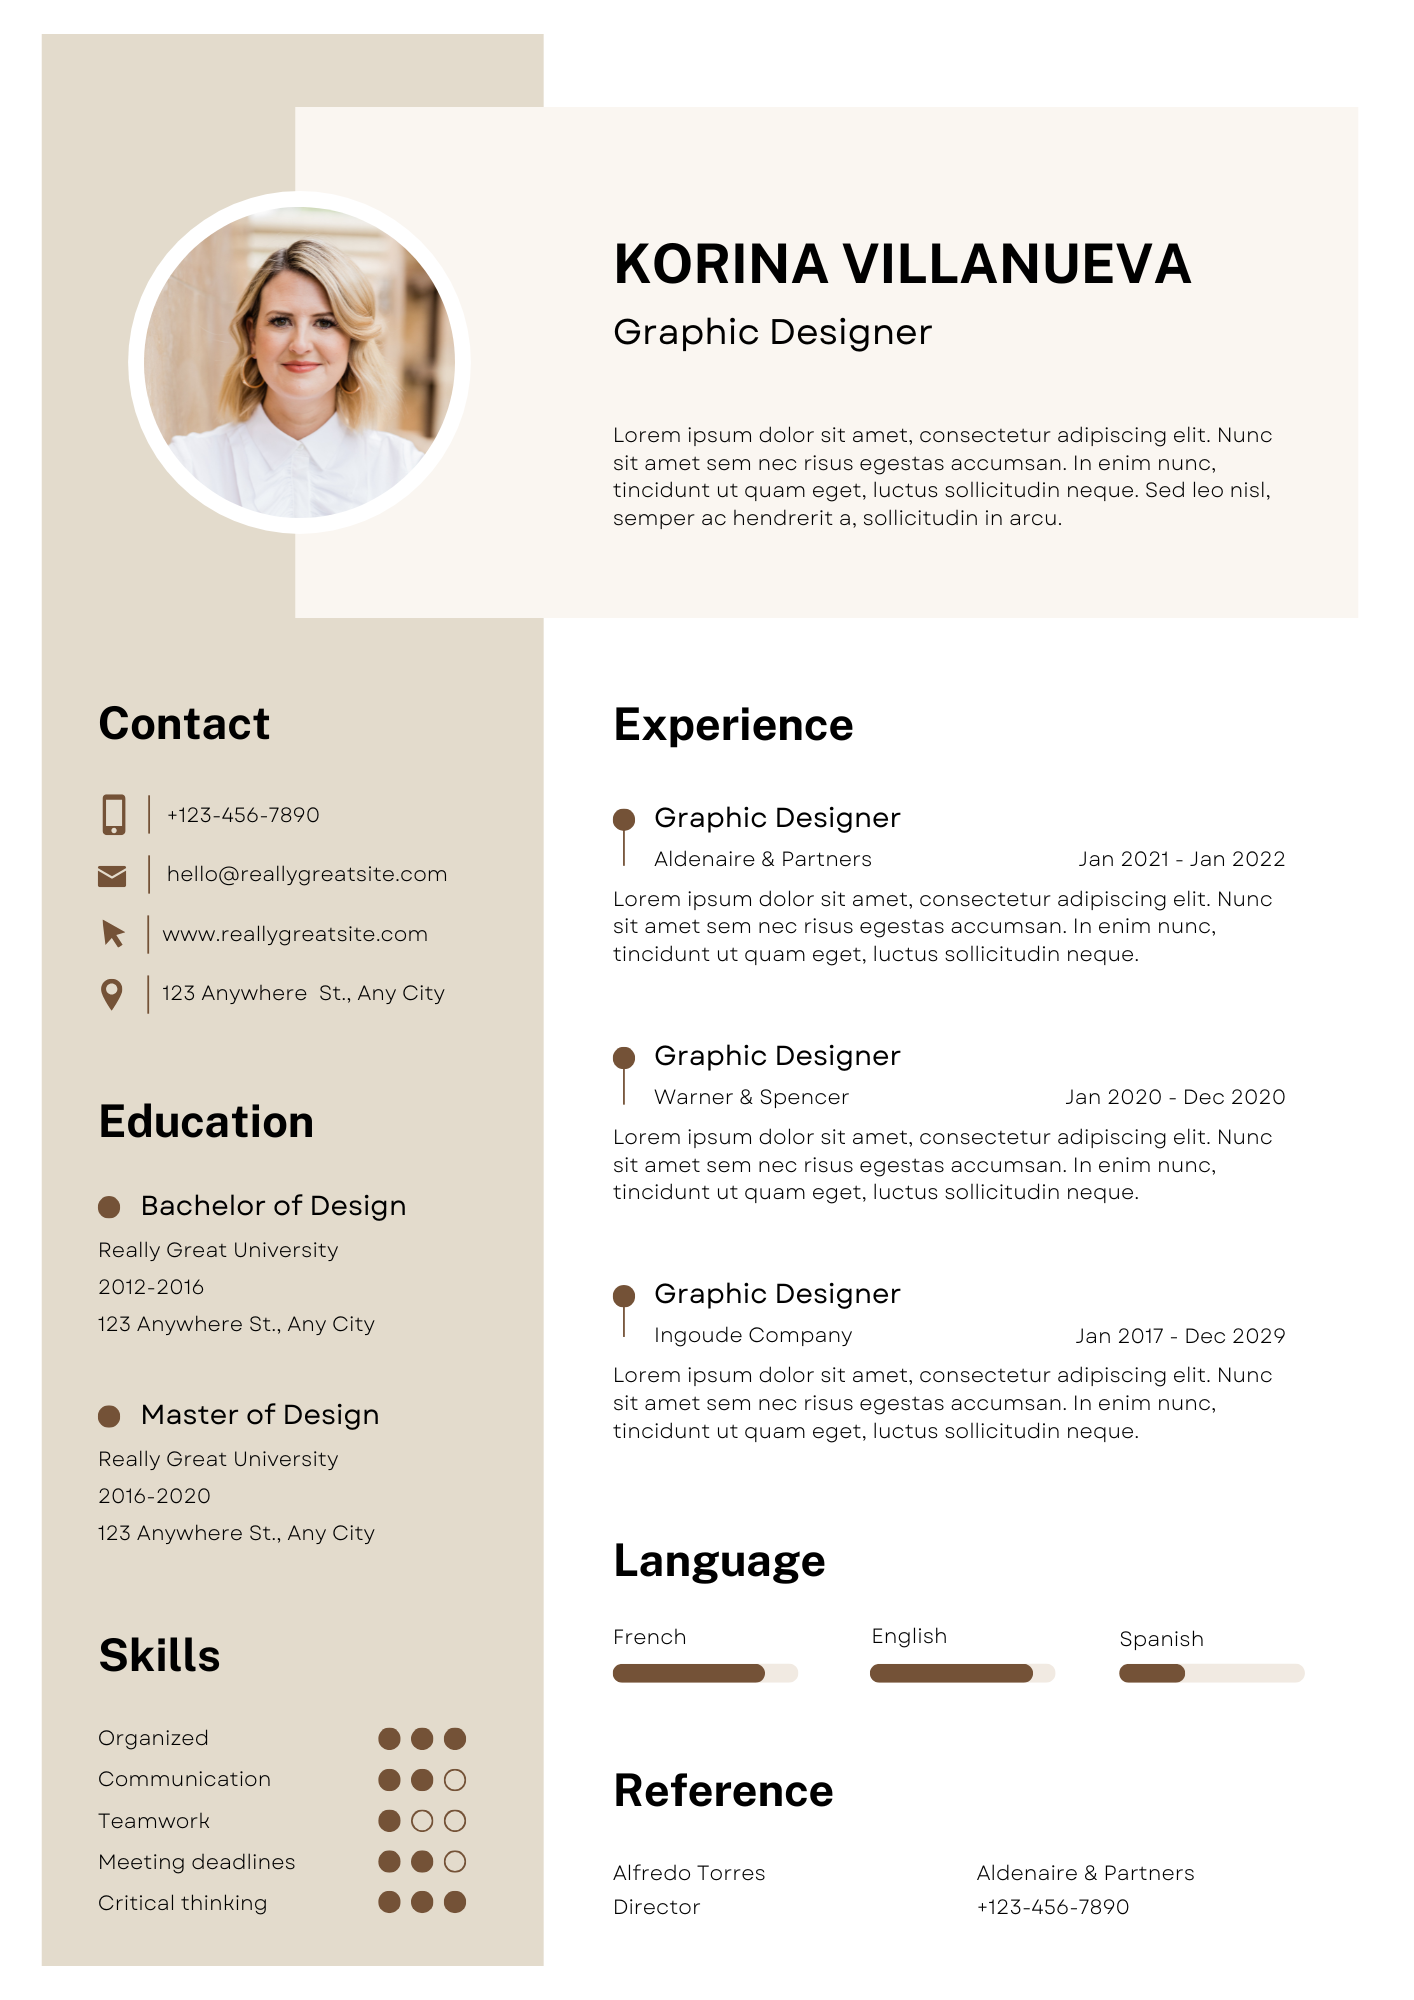 KORINA VILLANUEVA
Graphic Designer
Lorem ipsum dolor sit amet, consectetur adipiscing elit. Nunc
sit amet sem nec risus egestas accumsan. In enim nunc,
tincidunt ut quam eget, luctus sollicitudin neque. Sed leo nisl,
semper ac hendrerit a, sollicitudin in arcu.
Contact
+123-456-7890
hello@reallygreatsite.com
www.reallygreatsite.com
123 Anywhere  St., Any City
Education
Bachelor of Design
Really Great University
2012-2016
123 Anywhere St., Any City
Master of Design
Really Great University
2016-2020
123 Anywhere St., Any City
Skills
Organized
Communication
Teamwork
Meeting deadlines
Critical thinking
Experience
Graphic Designer
Aldenaire & Partners Jan 2021 - Jan 2022
Lorem ipsum dolor sit amet, consectetur adipiscing elit. Nunc
sit amet sem nec risus egestas accumsan. In enim nunc,
tincidunt ut quam eget, luctus sollicitudin neque.
Graphic Designer
Warner & Spencer Jan 2020 - Dec 2020
Lorem ipsum dolor sit amet, consectetur adipiscing elit. Nunc
sit amet sem nec risus egestas accumsan. In enim nunc,
tincidunt ut quam eget, luctus sollicitudin neque.
Graphic Designer
Ingoude Company Jan 2017 - Dec 2029
Lorem ipsum dolor sit amet, consectetur adipiscing elit. Nunc
sit amet sem nec risus egestas accumsan. In enim nunc,
tincidunt ut quam eget, luctus sollicitudin neque.
Language
French English Spanish
Reference
Alfredo Torres Aldenaire & Partners
Director +123-456-7890